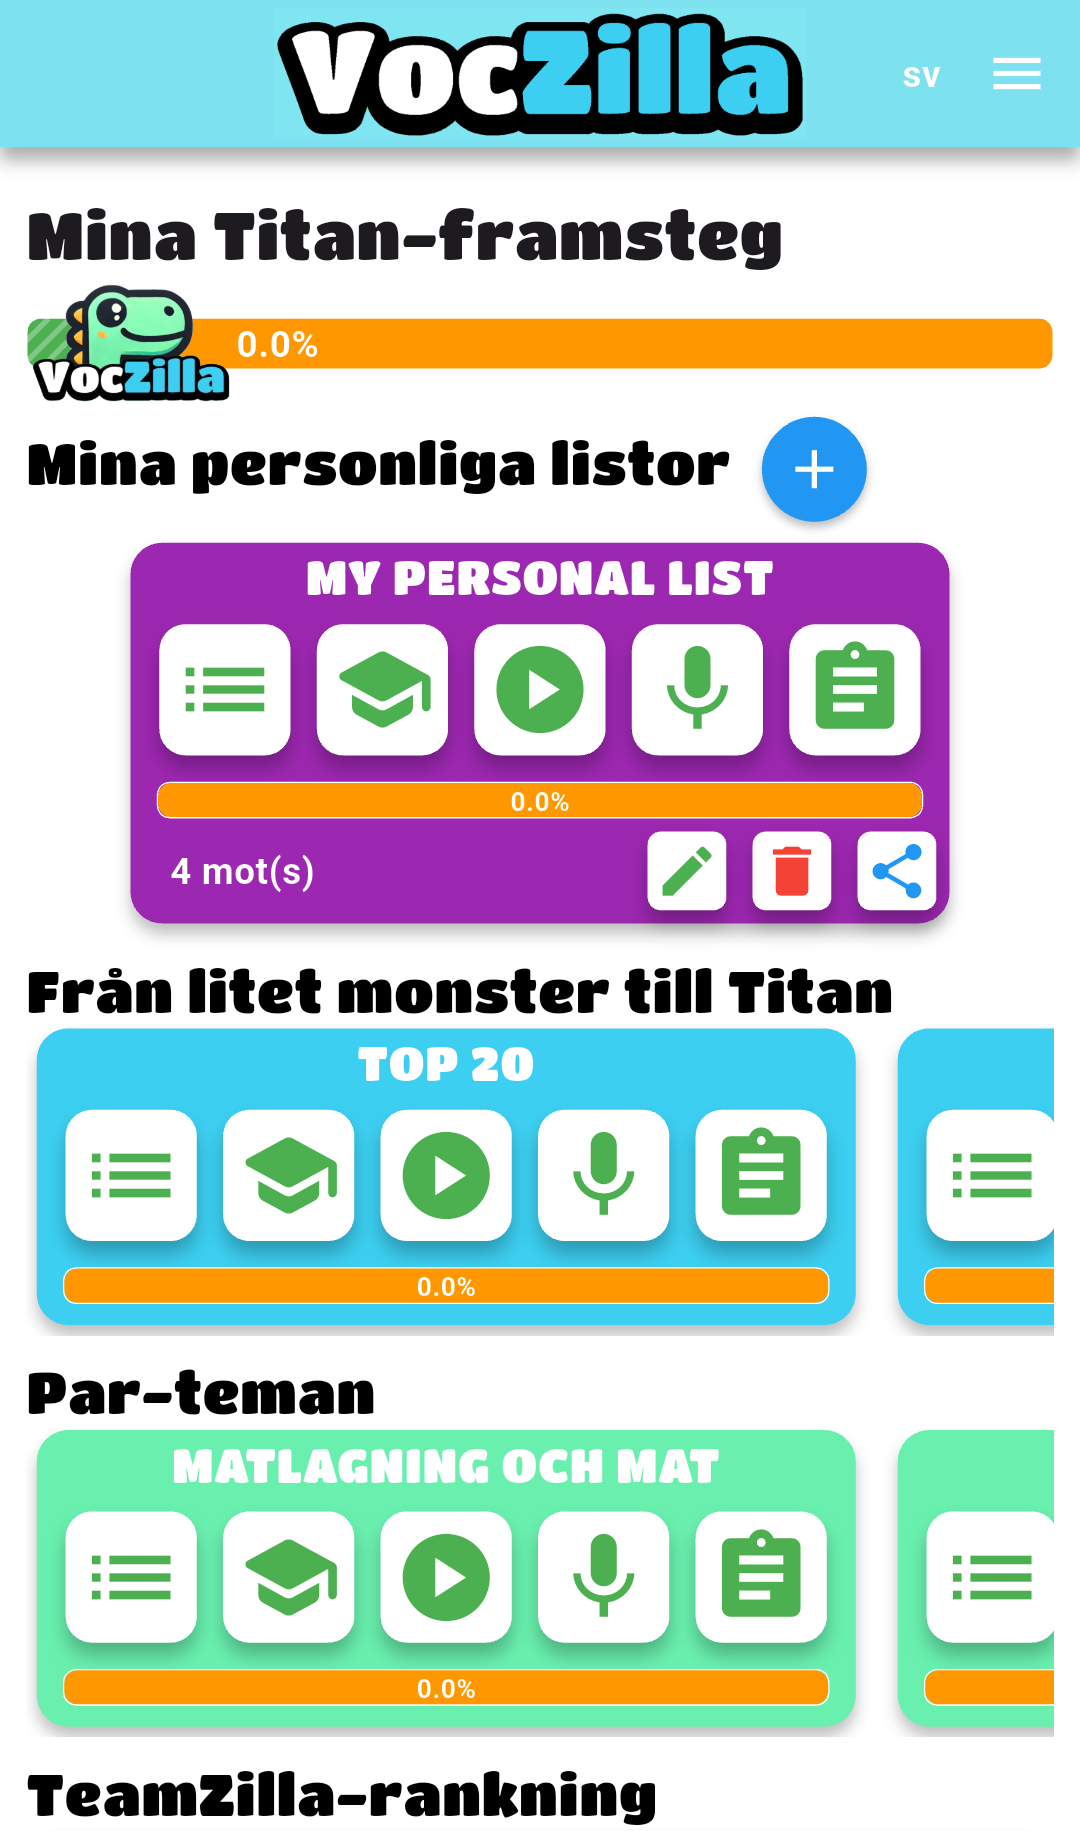 VocZilla
sv
Mina Titan-framsteg
0.0%
VocZilla
Mina personliga listor
MY PERSONAL LIST
0.0%
4 mot(s)
Från litet monster till Titan
TOP 20
0.0%
Par-teman
MATLAGNING OCH MAT
0.0%
TeamZilla-rankning